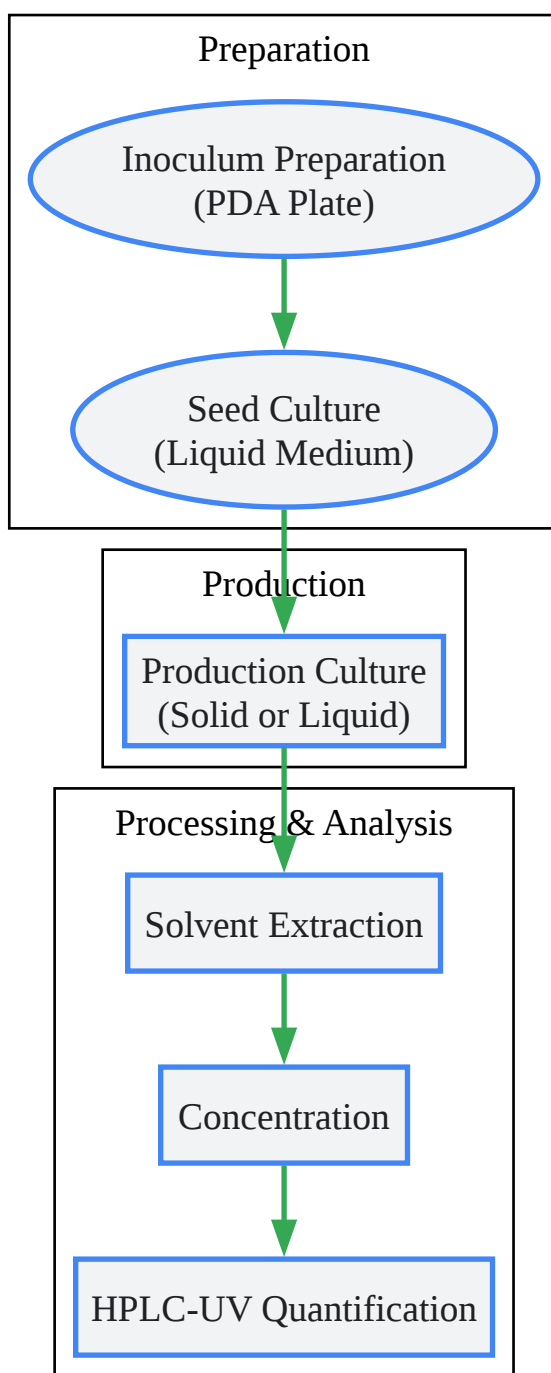 Preparation
Inoculum Preparation
(PDA Plate)
Seed Culture
(Liquid Medium)
Production
Production Culture
(Solid or Liquid)
Processing & Analysis
Solvent Extraction
Concentration
HPLC-UV Quantification